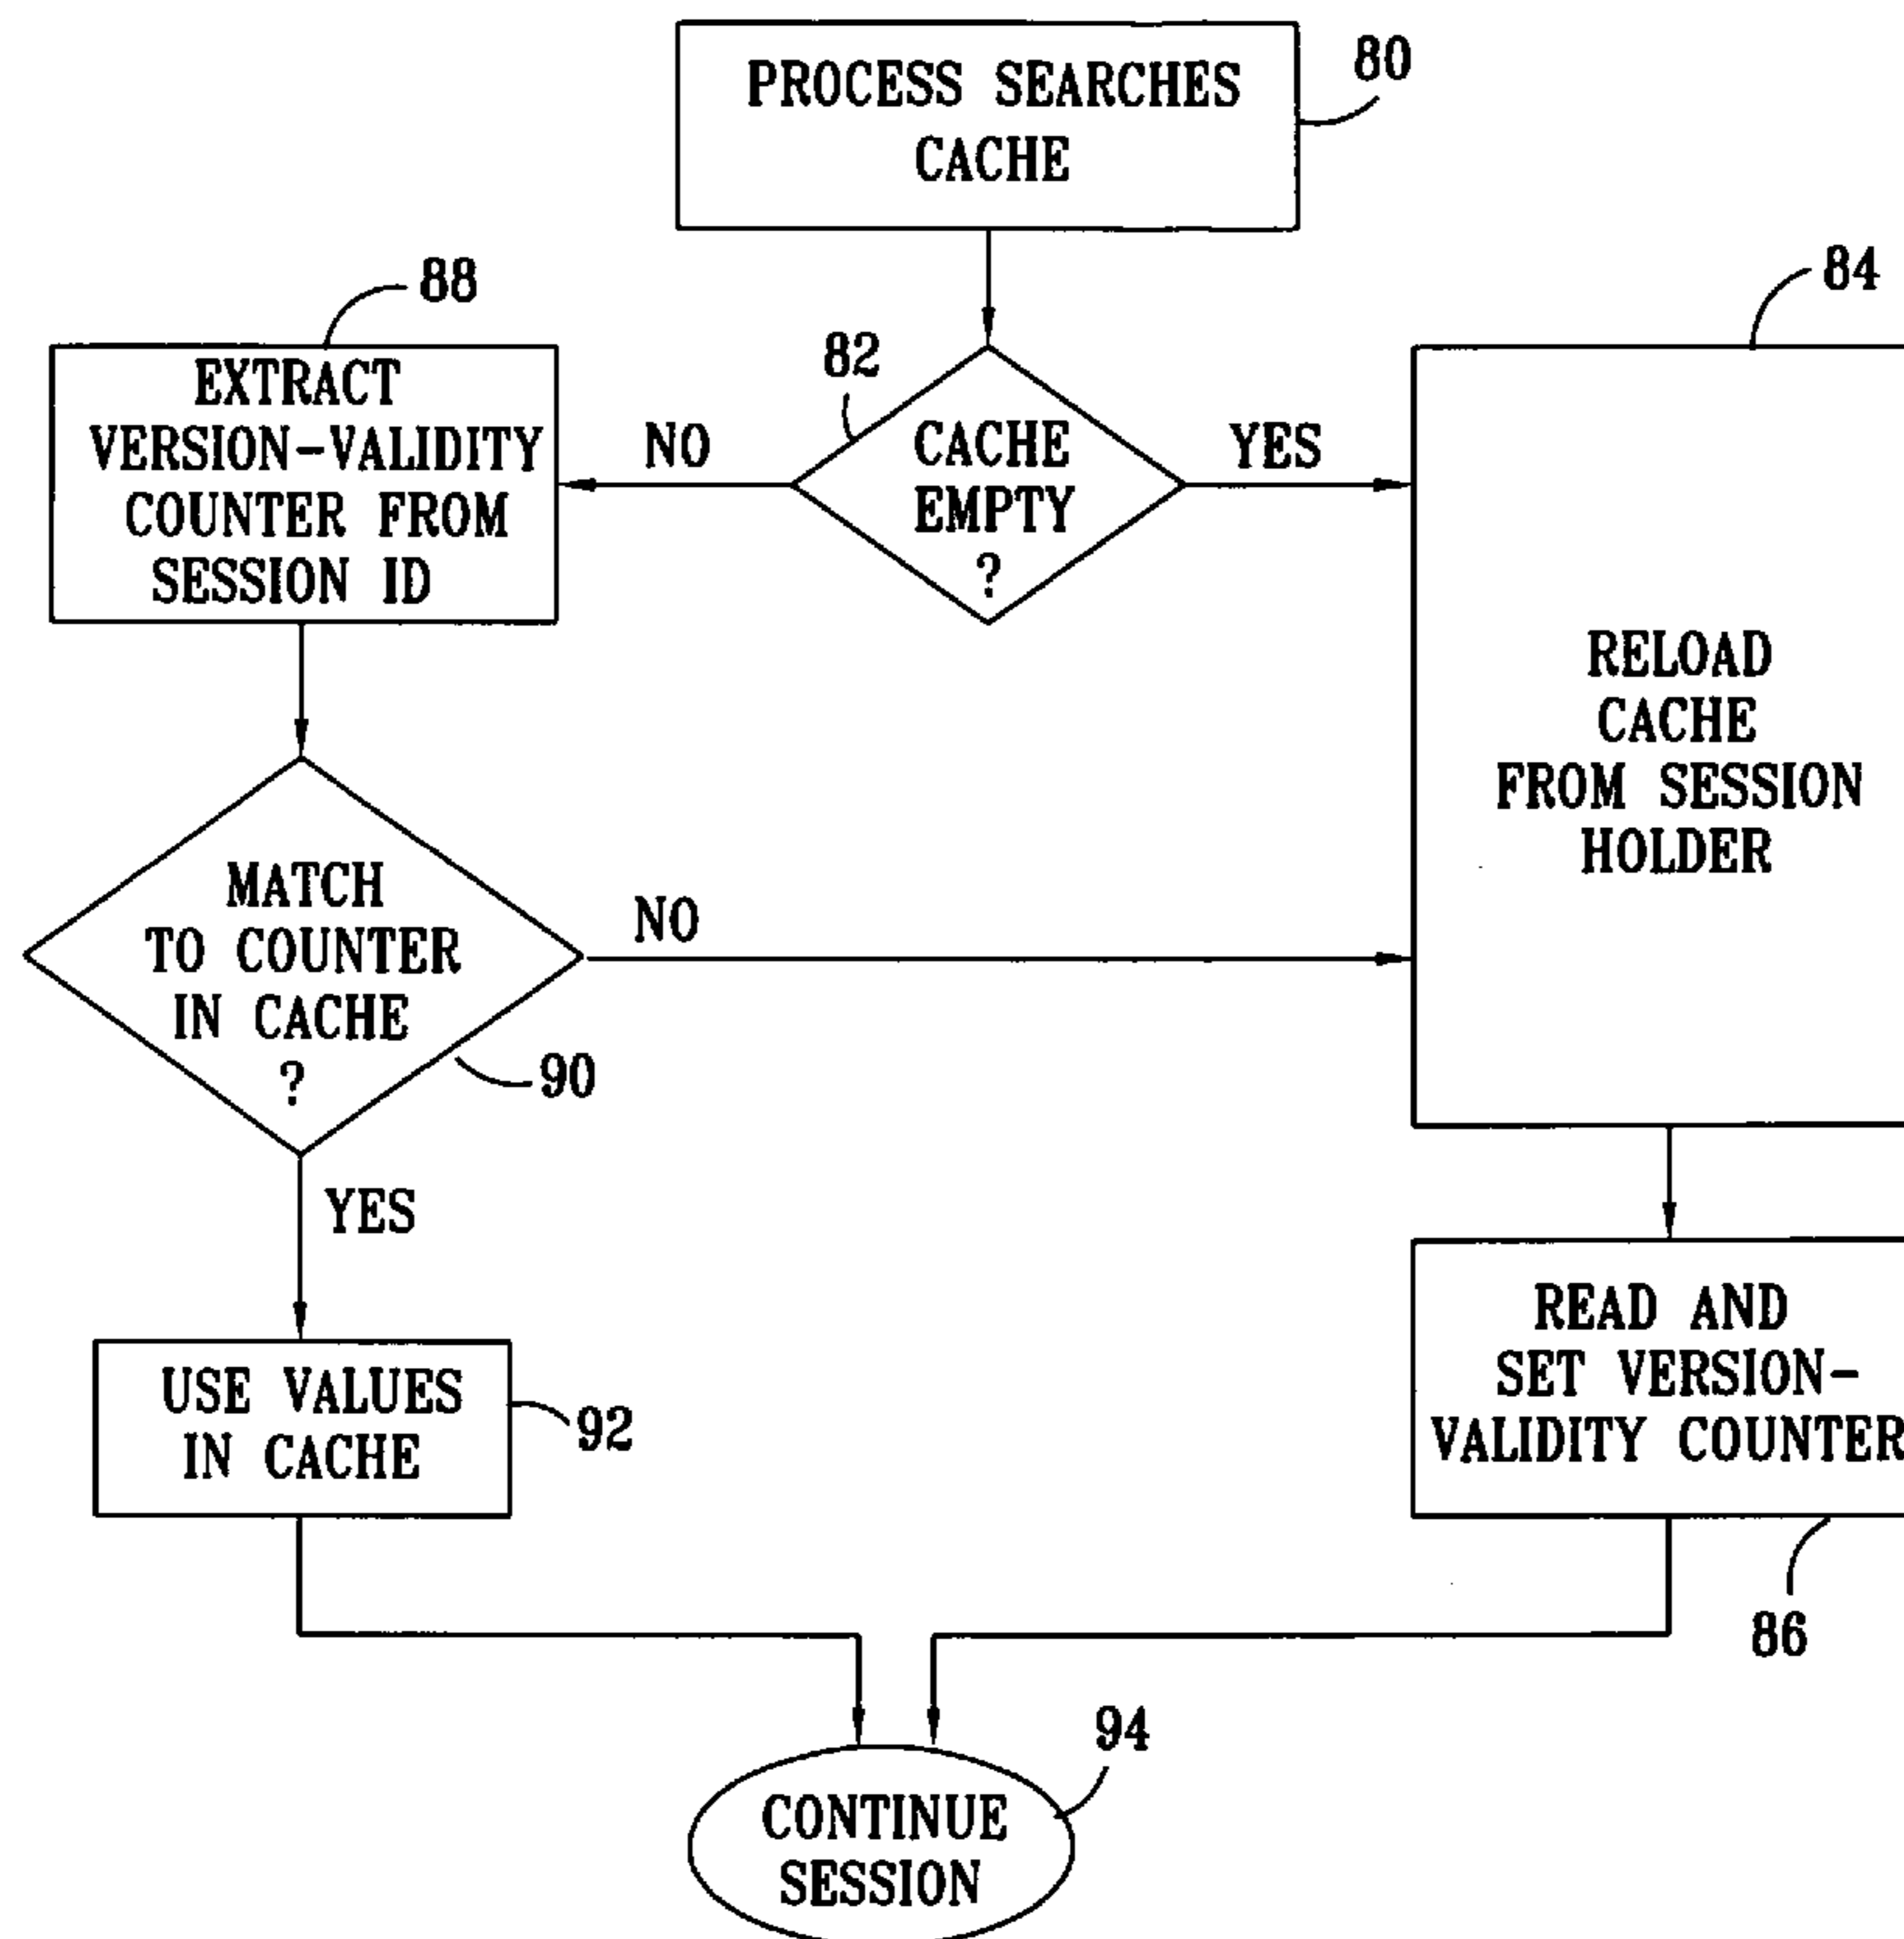 PROCESS SEARCHES
CACHE
80
88
EXTRACT
VERSION-VALIDITY
COUNTER FROM
SESSION ID
NO
82
CACHE
EMPTY
?
YES
84
RELOAD
CACHE
FROM SESSION
HOLDER
MATCH
TO COUNTER
IN CACHE
?
NO
90
YES
USE VALUES
IN CACHE
92
READ AND
SET VERSION-
VALIDITY COUNTER
86
94
CONTINUE
SESSION